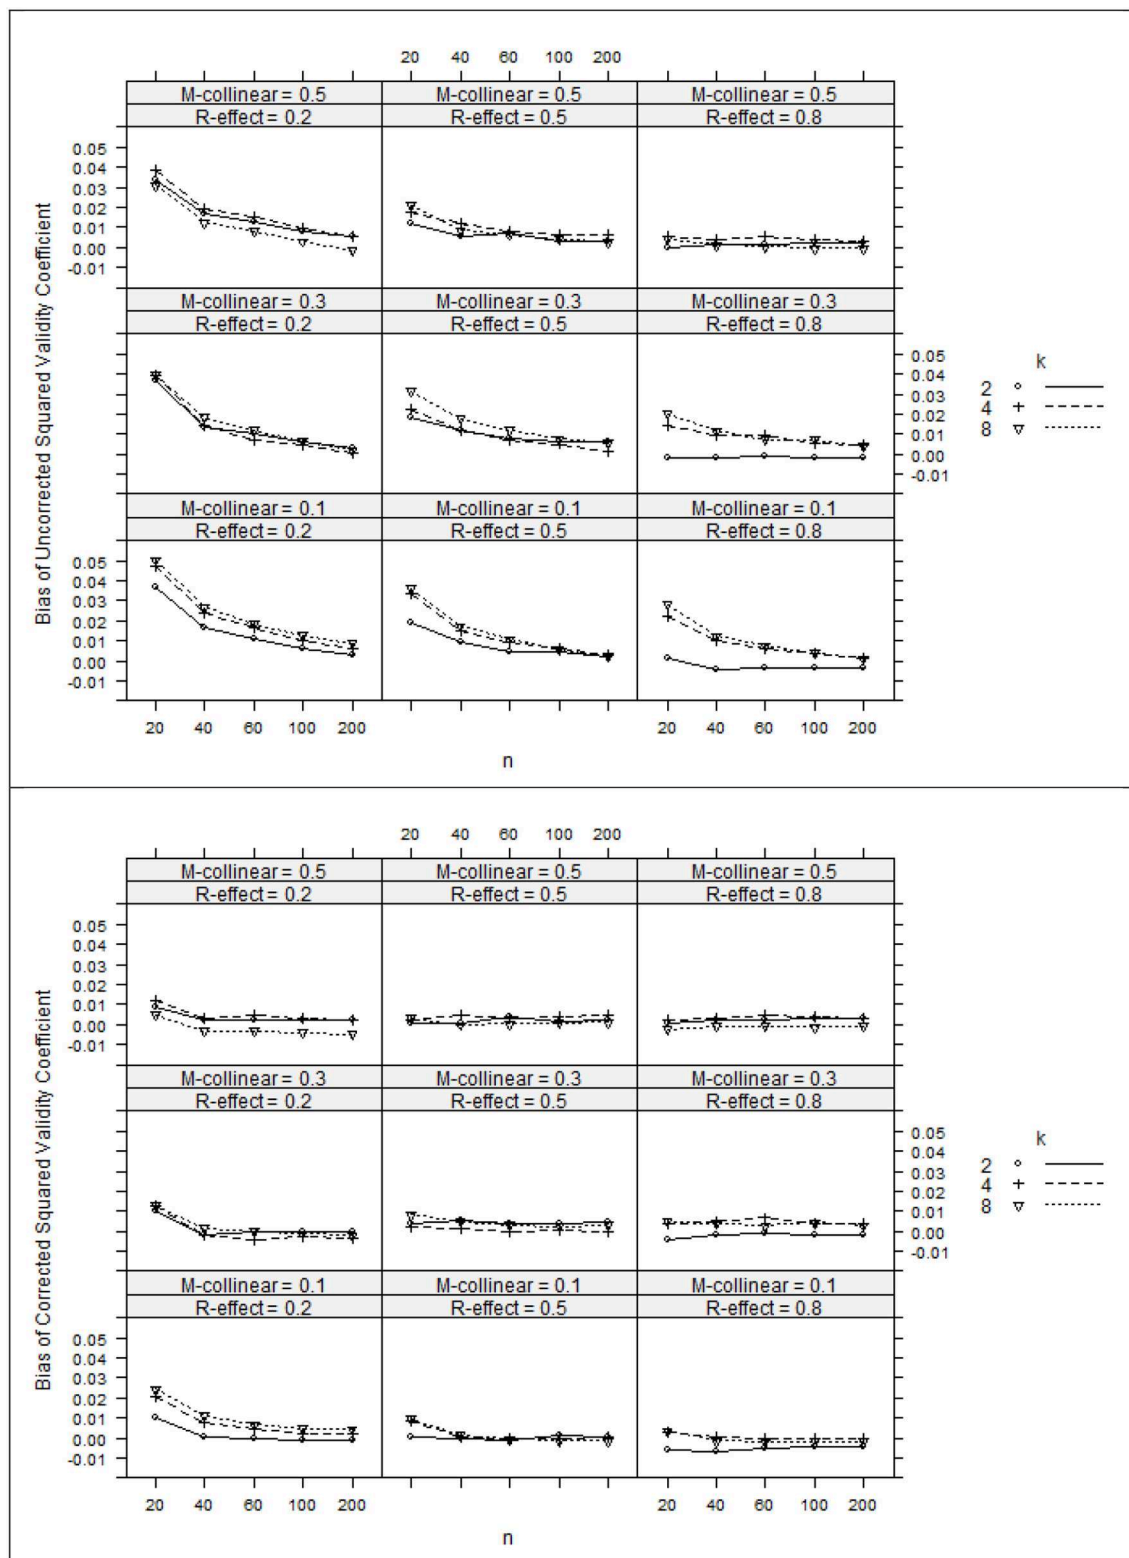 20 40 60 100 200
M-collinear = 0.5 M-collinear = 0.5 M-collinear = 0.5
R-effect = 0.2 R-effect = 0.5 R-effect = 0.8
0.05
0.04
0.03
0.02
0.01
0.00
-0.01
M-collinear = 0.3 M-collinear = 0.3 M-collinear = 0.3
R-effect = 0.2 R-effect = 0.5 R-effect = 0.8
0.05
0.04
0.03
0.02
0.01
0.00
-0.01
M-collinear = 0.1 M-collinear = 0.1 M-collinear = 0.1
R-effect = 0.2 R-effect = 0.5 R-effect = 0.8
0.05
0.04
0.03
0.02
0.01
0.00
-0.01
20 40 60 100 200 20 40 60 100 200
n
Bias of Uncorrected Squared Validity Coefficient
k
2
4
8
20 40 60 100 200
M-collinear = 0.5 M-collinear = 0.5 M-collinear = 0.5
R-effect = 0.2 R-effect = 0.5 R-effect = 0.8
0.05
0.04
0.03
0.02
0.01
0.00
-0.01
M-collinear = 0.3 M-collinear = 0.3 M-collinear = 0.3
R-effect = 0.2 R-effect = 0.5 R-effect = 0.8
0.05
0.04
0.03
0.02
0.01
0.00
-0.01
M-collinear = 0.1 M-collinear = 0.1 M-collinear = 0.1
R-effect = 0.2 R-effect = 0.5 R-effect = 0.8
0.05
0.04
0.03
0.02
0.01
0.00
-0.01
20 40 60 100 200 20 40 60 100 200
n
Bias of Corrected Squared Validity Coefficient
k
2
4
8